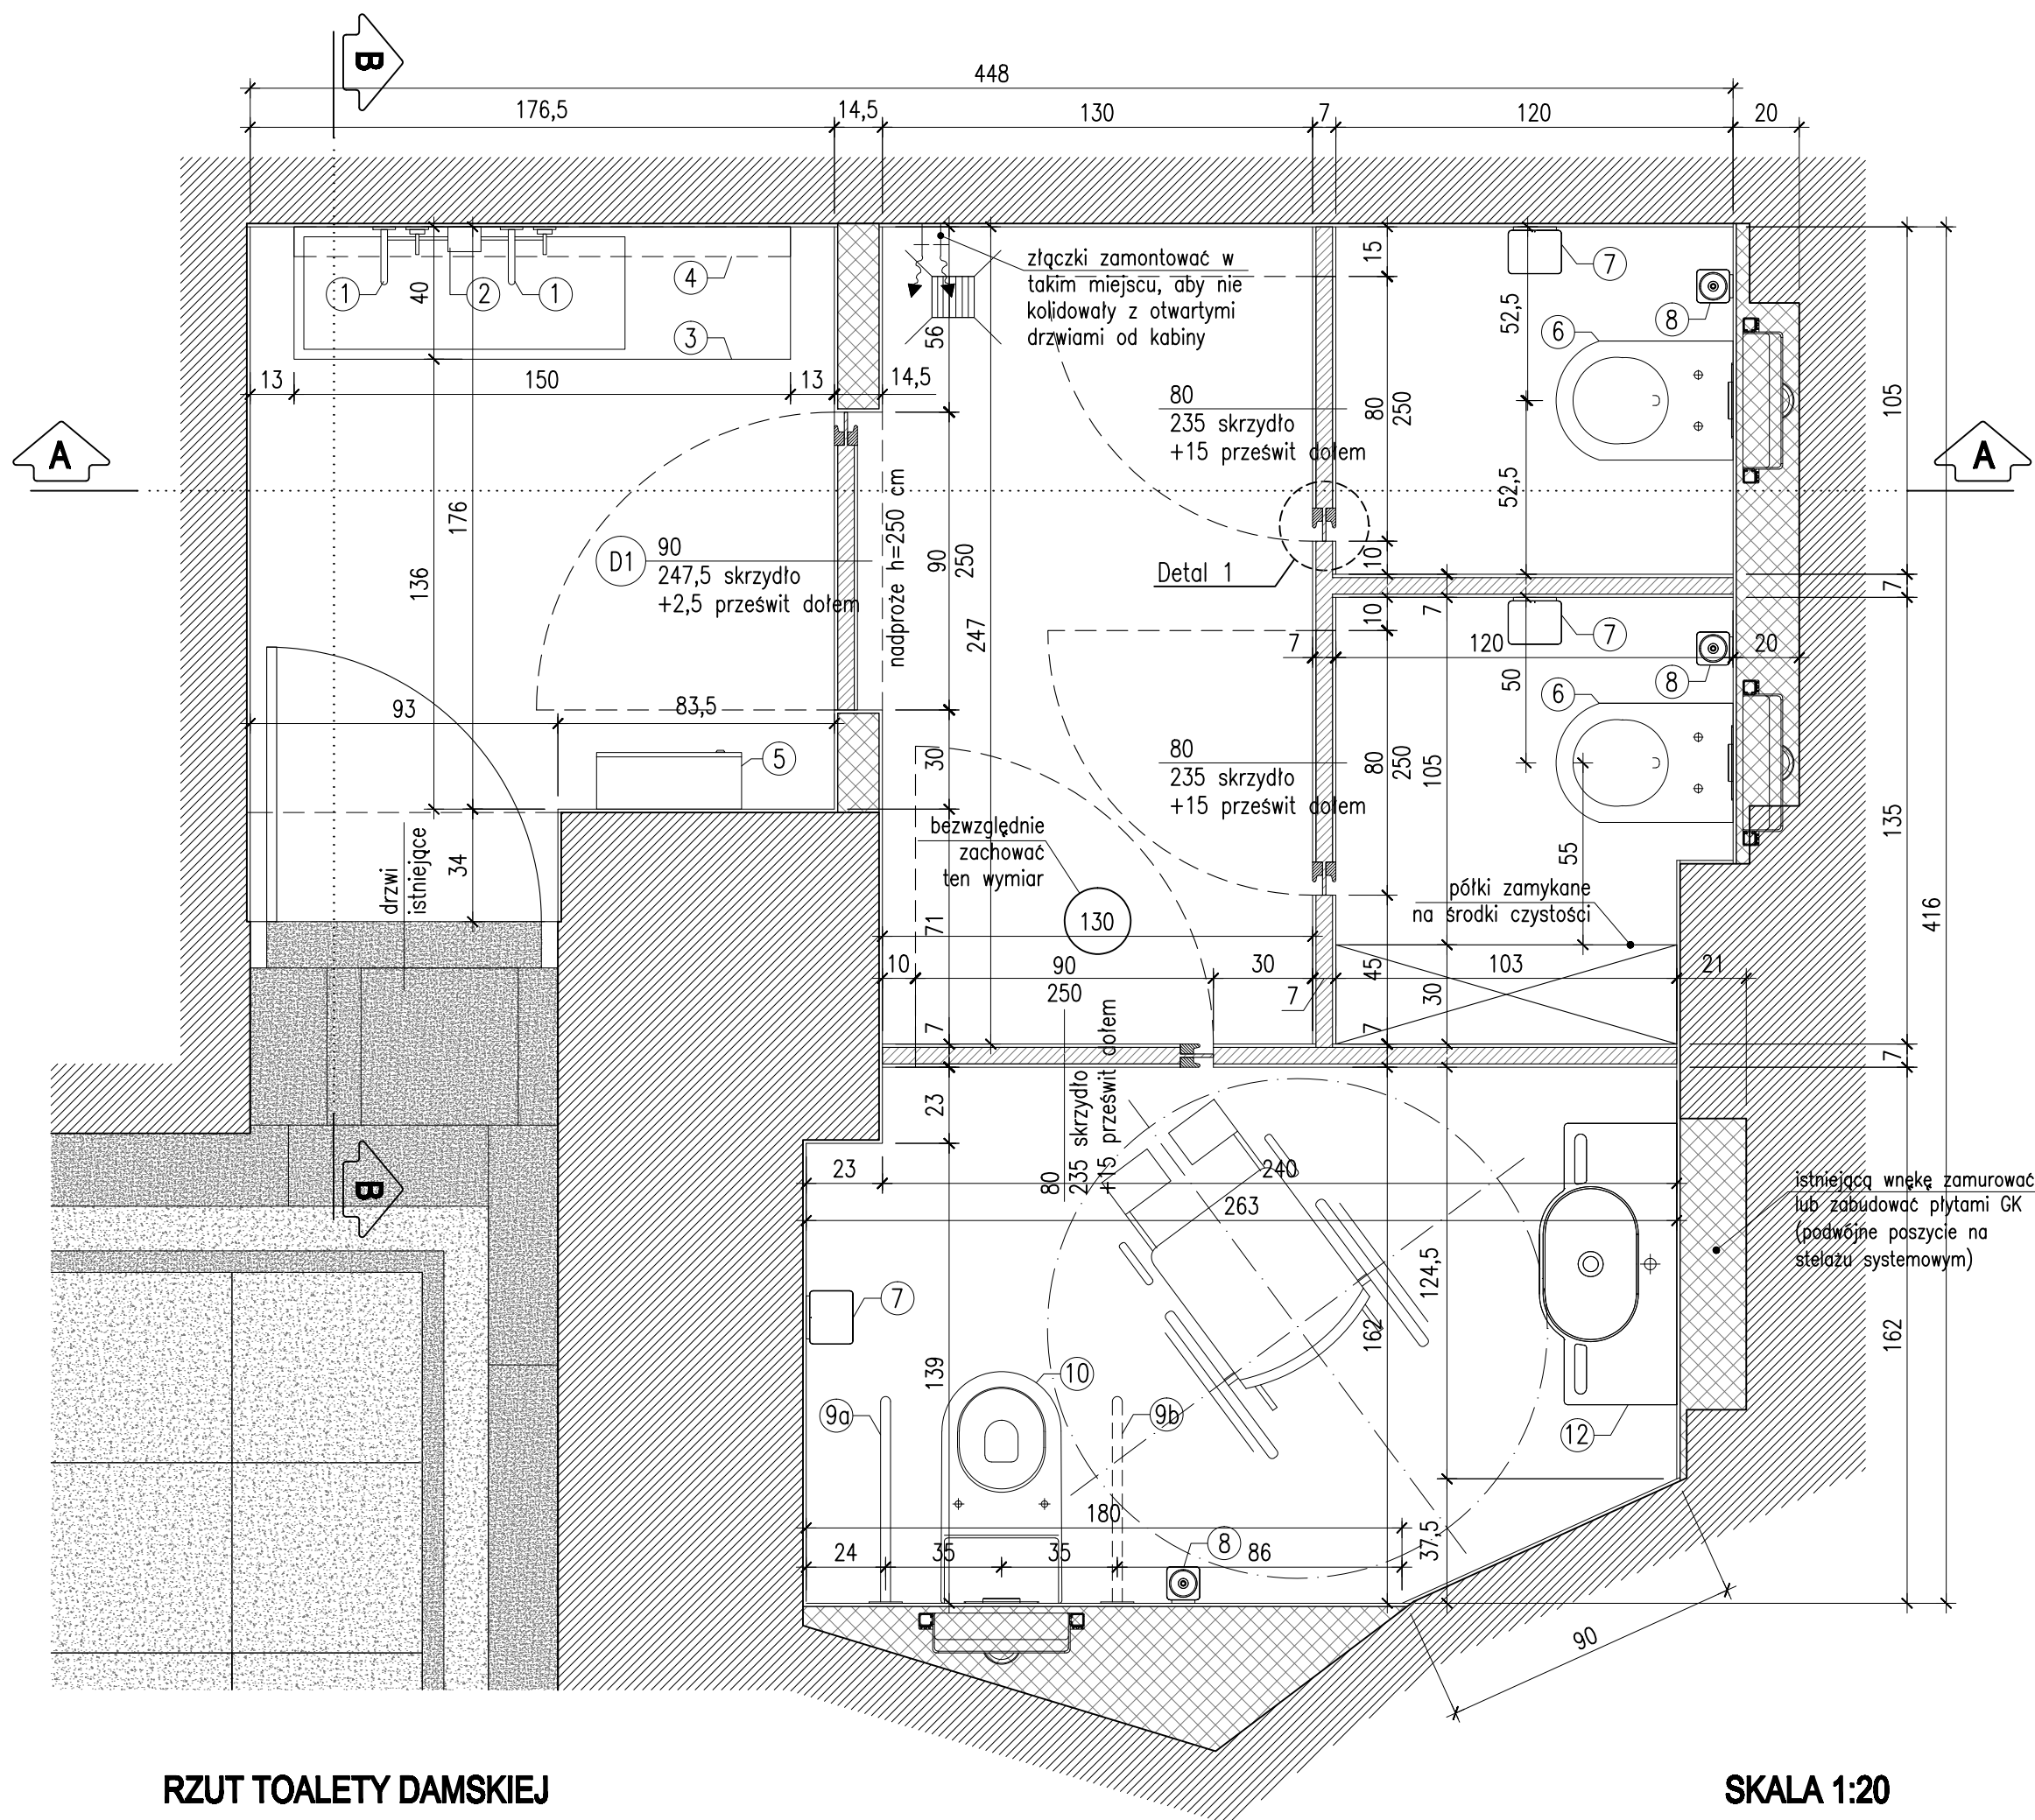 B
448
176,5
14,5
130
7
120
20
złączki zamontować w
takim miejscu, aby nie
kolidowały z otwartymi
drzwiami od kabiny
15
7
8
52,5
6
4
1
2
1
40
3
56
13
150
13
14,5
80
235 skrzydło
+15 prześwit dołem
80
250
105
A
A
52,5
176
nadproże h=250 cm
D1
90
247,5 skrzydło
+2,5 prześwit dołem
90
250
136
Detal 1
10
7
10
7
7
247
7
120
20
8
50
6
93
83,5
5
30
80
235 skrzydło
+15 prześwit dołem
80
250
105
135
bezwzględnie
zachować
ten wymiar
34
drzwi
istniejące
55
półki zamykane
na środki czystości
71
130
416
10
90
250
30
7
45
30
103
21
7
7
7
23
80
235 skrzydło
+15 prześwit dołem
B
23
240
263
istniejącą wnękę zamurować
lub zabudować płytami GK
(podwójne poszycie na
stelażu systemowym)
124,5
7
162
162
139
10
9a
9b
12
180
24
35
35
8
86
37,5
90
RZUT TOALETY DAMSKIEJ
SKALA 1:20